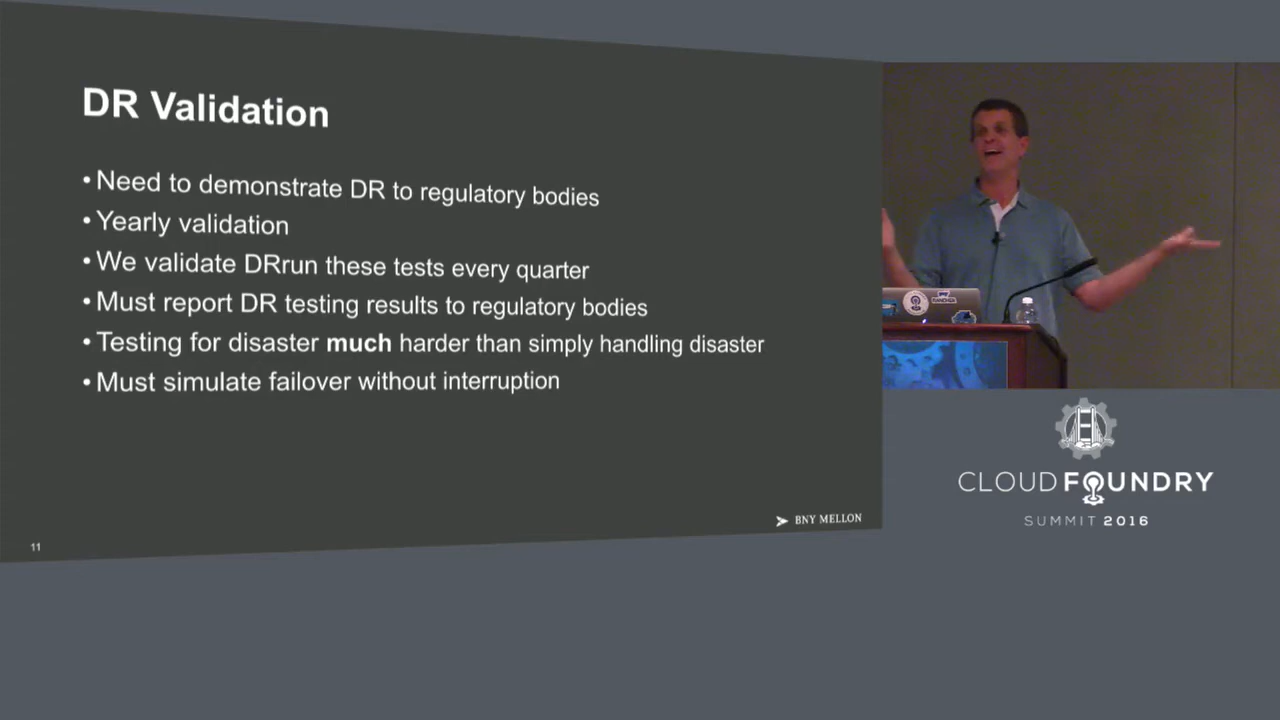 DR Validation
• Need to demonstrate DR to regulatory bodies
• Yearly validation
• We validate DRrun these tests every quarter
• Must report DR testing results to regulatory bodies
• Testing for disaster much harder than simply handling disaster
• Must simulate failover without interruption
BNY MELLON
11
CLOUD FOUNDRY
SUMMIT 2016